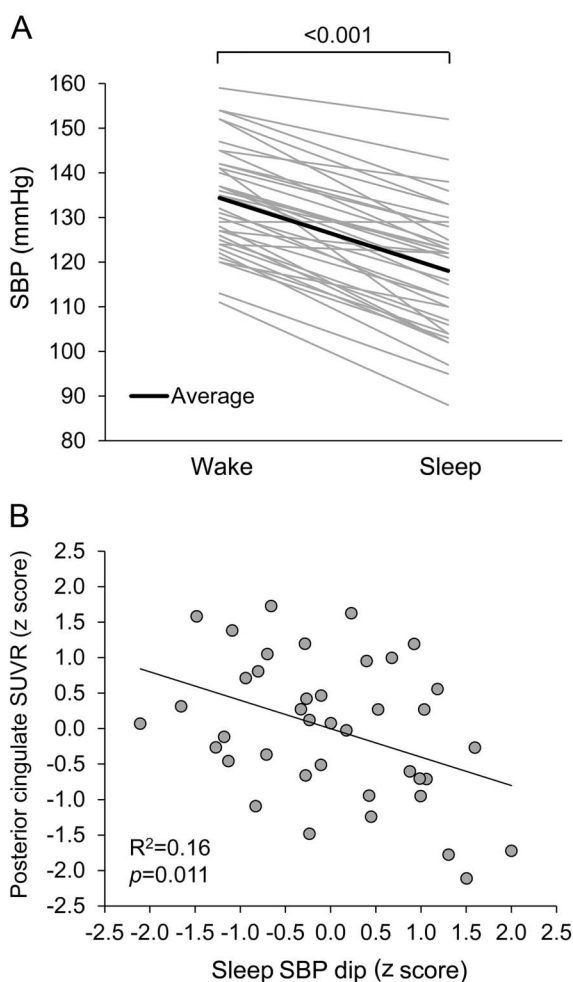 A
<0.001
160
150
140
130
120
110
100
90
80
SBP (mmHg)
Average
Wake Sleep
B
2.5
2.0
1.5
1.0
0.5
0.0
-0.5
-1.0
-1.5
-2.0
-2.5
Posterior cingulate SUVR (z score)
R²=0.16
p=0.011
-2.5 -2.0 -1.5 -1.0 -0.5 0.0 0.5 1.0 1.5 2.0 2.5
Sleep SBP dip (z score)